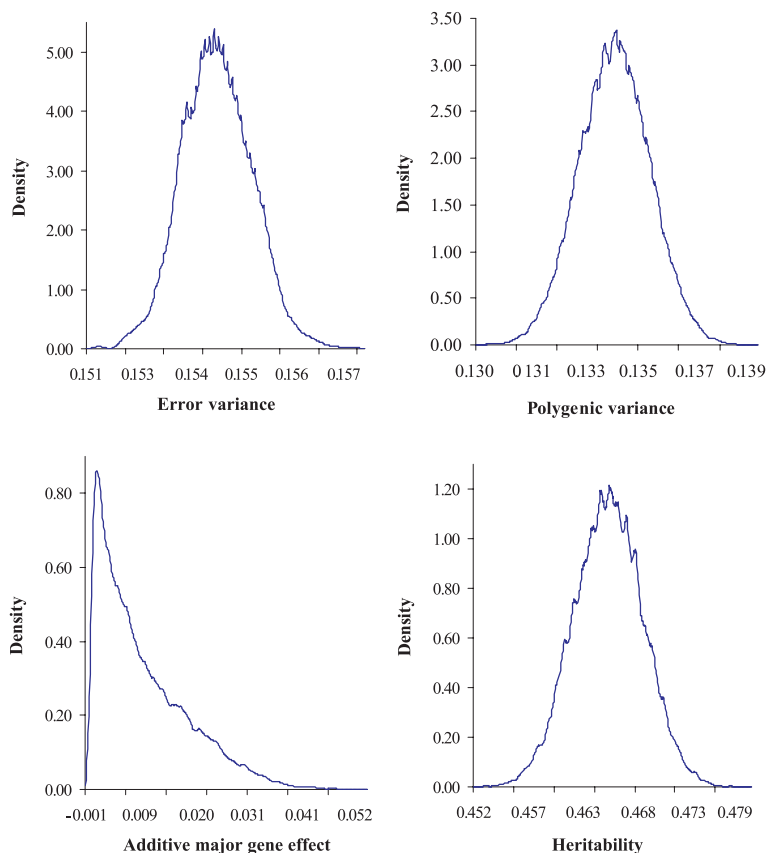 5.00
4.00
3.00
2.00
1.00
0.00
Density
0.151 0.153 0.154 0.155 0.156 0.157
Error variance
3.50
3.00
2.50
2.00
1.50
1.00
0.50
0.00
Density
0.130 0.131 0.133 0.135 0.137 0.139
Polygenic variance
0.80
0.60
0.40
0.20
0.00
Density
-0.001 0.009 0.020 0.031 0.041 0.052
Additive major gene effect
1.20
1.00
0.80
0.60
0.40
0.20
0.00
Density
0.452 0.457 0.463 0.468 0.473 0.479
Heritability